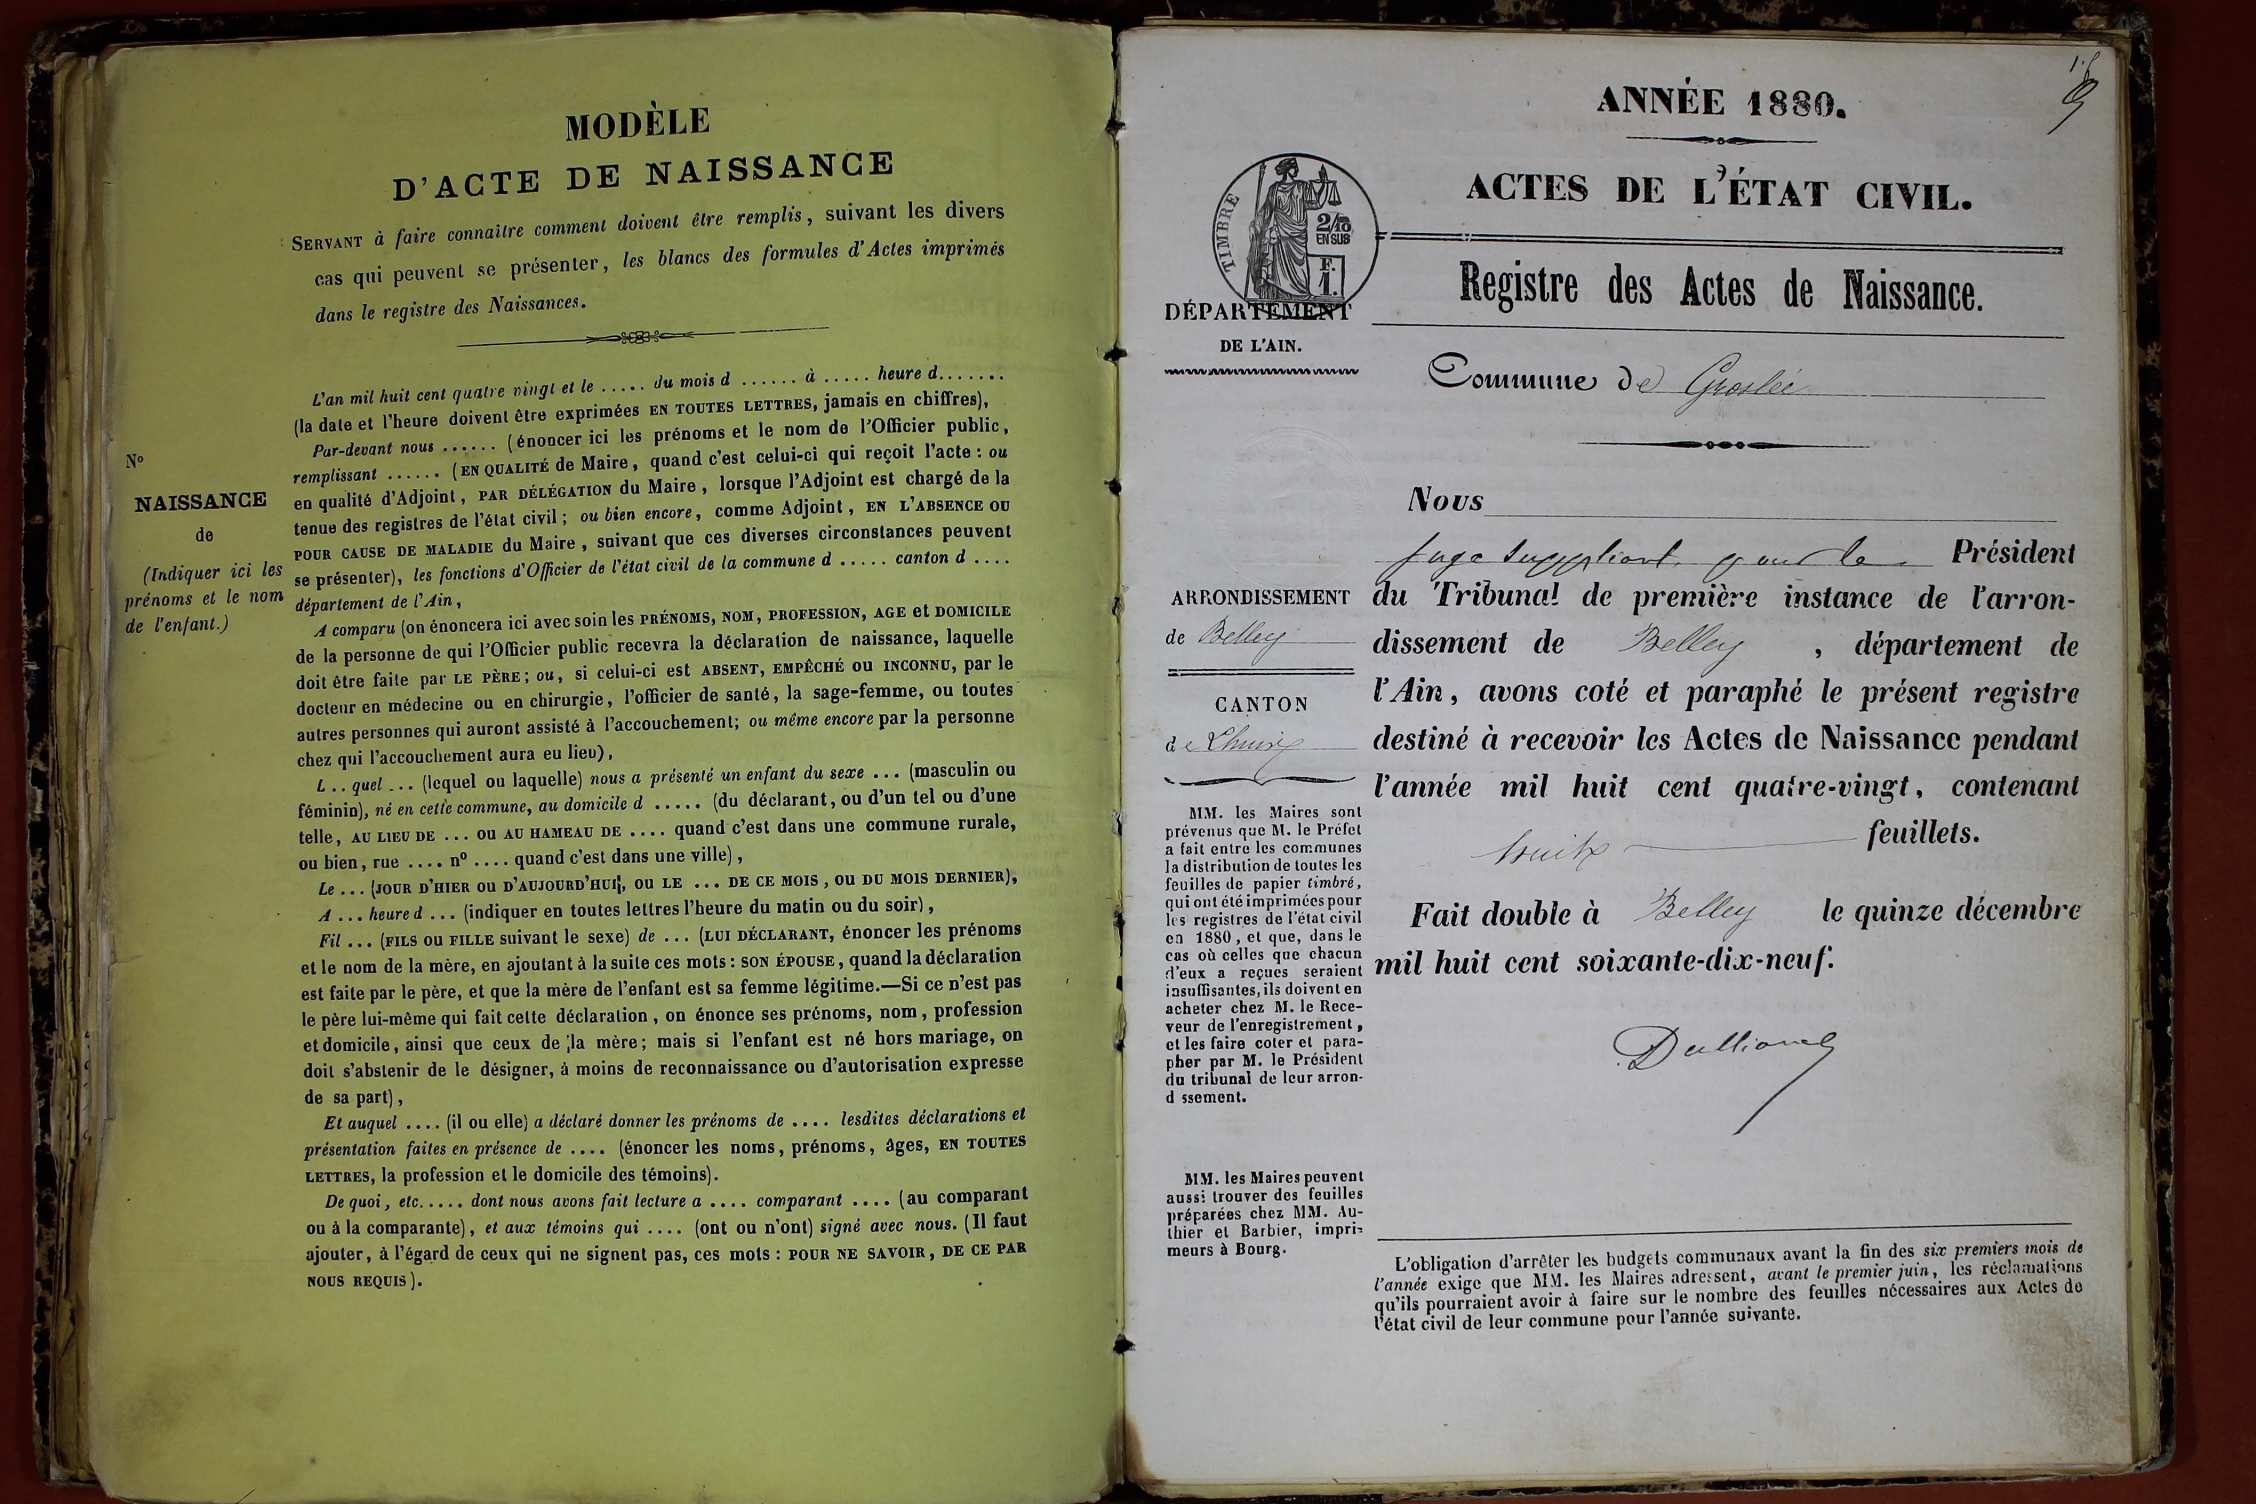 MODÈLE
D'ACTE DE NAISSANCE
SERVANT à faire connaître comment doivent être remplis, suivant les divers
cas qui peuvent se présenter, les blancs des formules d'Actes imprimés
dans le registre des Naissances.
L'an mil huit cent quatre vingt et le ..... du mois d ...... à ..... heure d.......
(la date et l'heure doivent être exprimées EN TOUTES LETTRES, jamais en chiffres),
Par-devant nous ...... (énoncer ici les prénoms et le nom de l'Officier public,
remplissant ...... (EN QUALITÉ de Maire, quand c'est celui-ci qui reçoit l'acte : ou
en qualité d'Adjoint, PAR DÉLÉGATION du Maire, lorsque l'Adjoint est chargé de la
tenue des registres de l'état civil; ou bien encore, comme Adjoint, EN L'ABSENCE OU
POUR CAUSE DE MALADIE du Maire, suivant que ces diverses circonstances peuvent
se présenter), les fonctions d'Officier de l'état civil de la commune d ..... canton d ....
département de l'Ain,
A comparu (on énoncera ici avec soin les PRÉNOMS, NOM, PROFESSION, AGE et DOMICILE
de la personne de qui l'Officier public recevra la déclaration de naissance, laquelle
doit être faite par LE PÈRE; ou, si celui-ci est ABSENT, EMPÊCHÉ OU INCONNU, par le
docteur en médecine ou en chirurgie, l'officier de santé, la sage-femme, ou toutes
autres personnes qui auront assisté à l'accouchement; ou même encore par la personne
chez qui l'accouchement aura eu lieu),
L .. quel ... (lequel ou laquelle) nous a présenté un enfant du sexe ... (masculin ou
féminin), né en cette commune, au domicile d ..... (du déclarant, ou d'un tel ou d'une
telle, AU LIEU DE ... OU AU HAMEAU DE .... quand c'est dans une commune rurale,
ou bien, rue .... nº .... quand c'est dans une ville),
Le ... (JOUR D'HIER OU D'AUJOURD'HUI, OU LE ... DE CE MOIS, OU DU MOIS DERNIER),
A ... heure d ... (indiquer en toutes lettres l'heure du matin ou du soir),
Fil ... (FILS OU FILLE suivant le sexe) de ... (LUI DÉCLARANT, énoncer les prénoms
et le nom de la mère, en ajoutant à la suite ces mots : SON ÉPOUSE, quand la déclaration
est faite par le père, et que la mère de l'enfant est sa femme légitime.—Si ce n'est pas
le père lui-même qui fait cette déclaration, on énonce ses prénoms, nom, profession
et domicile, ainsi que ceux de la mère; mais si l'enfant est né hors mariage, on
doit s'abstenir de le désigner, à moins de reconnaissance ou d'autorisation expresse
de sa part),
Et auquel .... (il ou elle) a déclaré donner les prénoms de .... lesdites déclarations et
présentation faites en présence de .... (énoncer les noms, prénoms, âges, EN TOUTES
LETTRES, la profession et le domicile des témoins).
De quoi, etc..... dont nous avons fait lecture a .... comparant .... (au comparant
ou à la comparante), et aux témoins qui .... (ont ou n'ont) signé avec nous. (Il faut
ajouter, à l'égard de ceux qui ne signent pas, ces mots : POUR NE SAVOIR, DE CE PAR
NOUS REQUIS).
Nº
NAISSANCE
de
(Indiquer ici les
prénoms et le nom
de l'enfant.)
ANNÉE 1880.
ACTES DE L'ÉTAT CIVIL.
TIMBRE
2/10
EN SUS
F.
1.
Registre des Actes de Naissance.
DÉPARTEMENT
DE L'AIN.
Commune de Groslée
Nous
Juge suppléant pour le Président
du Tribunal de première instance de l'arron-
dissement de Belley, département de
l'Ain, avons coté et paraphé le présent registre
destiné à recevoir les Actes de Naissance pendant
l'année mil huit cent quatre-vingt, contenant
huit feuillets.
Fait double à Belley le quinze décembre
mil huit cent soixante-dix-neuf.
ARRONDISSEMENT
de Belley
CANTON
de Lhuis
MM. les Maires sont
prévenus que M. le Préfet
a fait entre les communes
la distribution de toutes les
feuilles de papier timbré,
qui ont été imprimées pour
les registres de l'état civil
en 1880, et que, dans le
cas où celles que chacun
d'eux a reçues seraient
insuffisantes, ils doivent en
acheter chez M. le Rece-
veur de l'enregistrement,
et les faire coter et para-
pher par M. le Président
du tribunal de leur arron-
d ssement.
MM. les Maires peuvent
aussi trouver des feuilles
préparées chez MM. Au-
thier et Barbier, impri-
meurs à Bourg.
L'obligation d'arrêter les budgets communaux avant la fin des six premiers mois de
l'année exige que MM. les Maires adressent, avant le premier juin, les réclamations
qu'ils pourraient avoir à faire sur le nombre des feuilles nécessaires aux Actes de
l'état civil de leur commune pour l'année suivante.